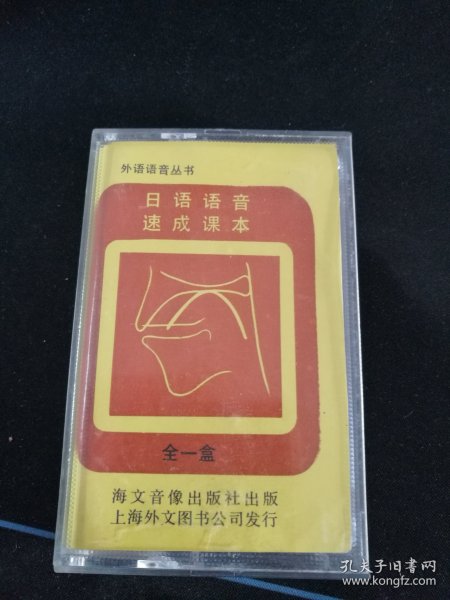 外语语音丛书
日语语音
速成课本
全一盒
海文音像出版社出版
上海外文图书公司发行
孔夫子旧书网
www.kongfz.com